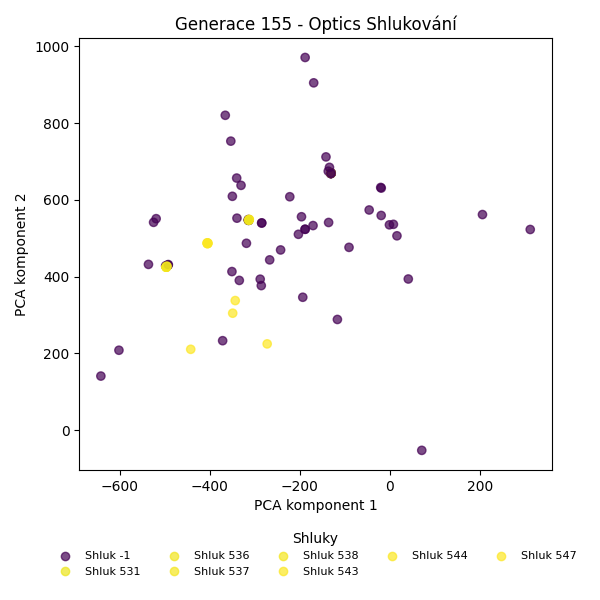 Generace 155 - Optics Shlukování
1000
800
600
400
200
0
PCA komponent 2
−600 −400 −200 0 200
PCA komponent 1
Shluky
Shluk -1 Shluk 536 Shluk 538 Shluk 544 Shluk 547
Shluk 531 Shluk 537 Shluk 543